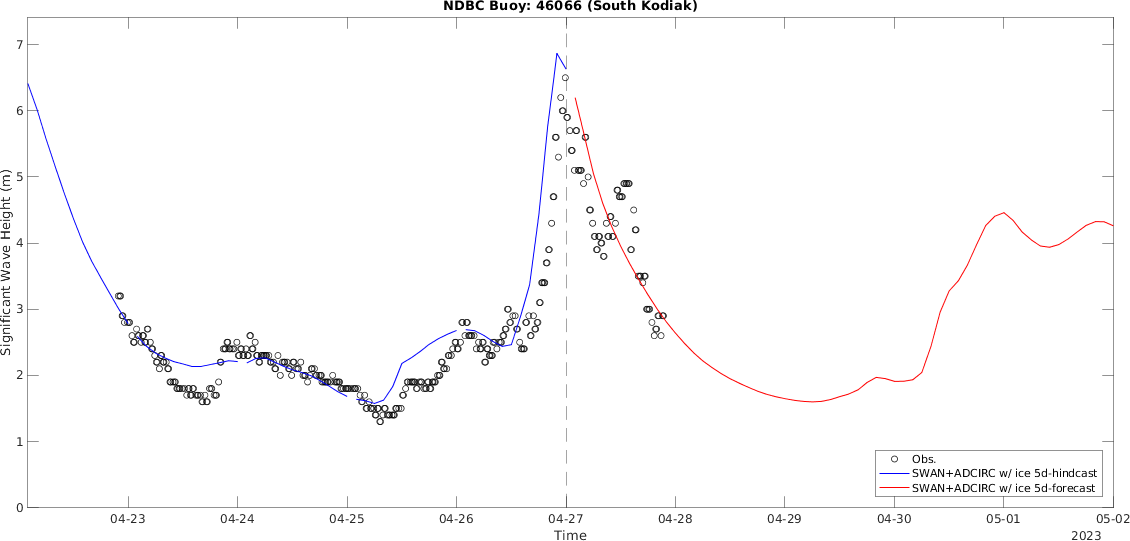 NDBC Buoy: 46066 (South Kodiak)
7
6
5
4
3
2
1
0
Significant Wave Height (m)
Obs.
SWAN+ADCIRC w/ ice 5d-hindcast
SWAN+ADCIRC w/ ice 5d-forecast
04-23 04-24 04-25 04-26 04-27 04-28 04-29 04-30 05-01 05-02
Time
2023